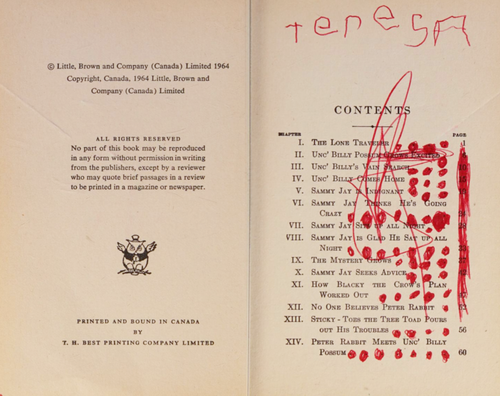 © Little, Brown and Company (Canada) Limited 1964
Copyright, Canada, 1964 Little, Brown and
Company (Canada) Limited
ALL RIGHTS RESERVED
No part of this book may be reproduced
in any form without permission in writing
from the publishers, except by a reviewer
who may quote brief passages in a review
to be printed in a magazine or newspaper.
PRINTED AND BOUND IN CANADA
BY
T. H. BEST PRINTING COMPANY LIMITED
TeReSA
CONTENTS
CHAPTER PAGE
I. The Lone Traveler 1
II. Unc' Billy Possum Grows Excited
III. Unc' Billy's Vain Search
IV. Unc' Billy Comes Home
V. Sammy Jay is Indignant
VI. Sammy Jay Thinks He's Going
Crazy
VII. Sammy Jay Sits up All Night
VIII. Sammy Jay is Glad He Sat up All
Night
IX. The Mystery Grows
X. Sammy Jay Seeks Advice
XI. How Blacky the Crow's Plan
Worked Out
XII. No One Believes Peter Rabbit
XIII. Sticky-Toes the Tree Toad Pours
out His Troubles 56
XIV. Peter Rabbit Meets Unc' Billy
Possum 60